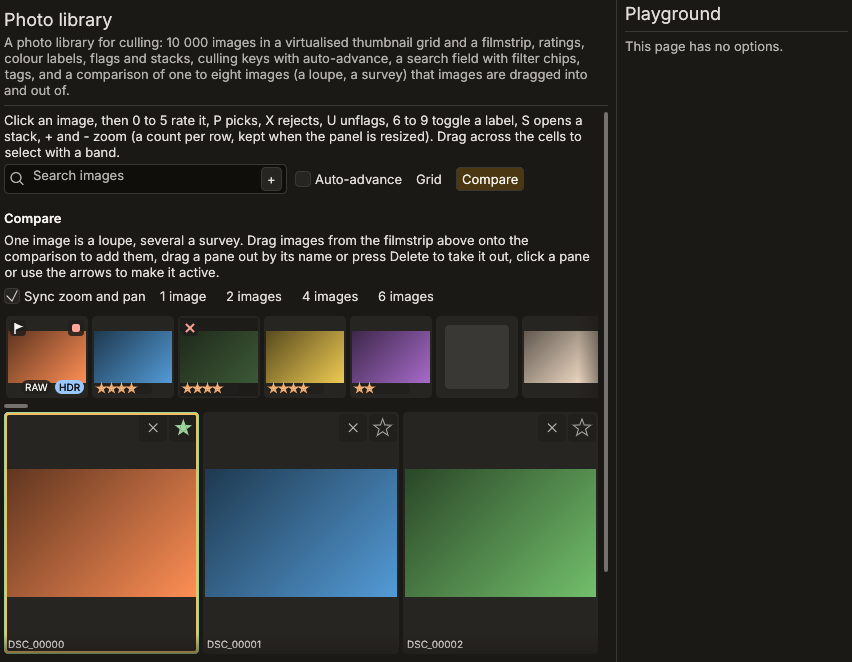 Photo library
A photo library for culling: 10 000 images in a virtualised thumbnail grid and a filmstrip, ratings,
colour labels, flags and stacks, culling keys with auto-advance, a search field with filter chips,
tags, and a comparison of one to eight images (a loupe, a survey) that images are dragged into
and out of.
Click an image, then 0 to 5 rate it, P picks, X rejects, U unflags, 6 to 9 toggle a label, S opens a
stack, + and - zoom (a count per row, kept when the panel is resized). Drag across the cells to
select with a band.
Search images
+
Auto-advance
Grid
Compare
Compare
One image is a loupe, several a survey. Drag images from the filmstrip above onto the
comparison to add them, drag a pane out by its name or press Delete to take it out, click a pane
or use the arrows to make it active.
Sync zoom and pan
1 image
2 images
4 images
6 images
RAW
HDR
DSC_00000
DSC_00001
DSC_00002
Playground
This page has no options.